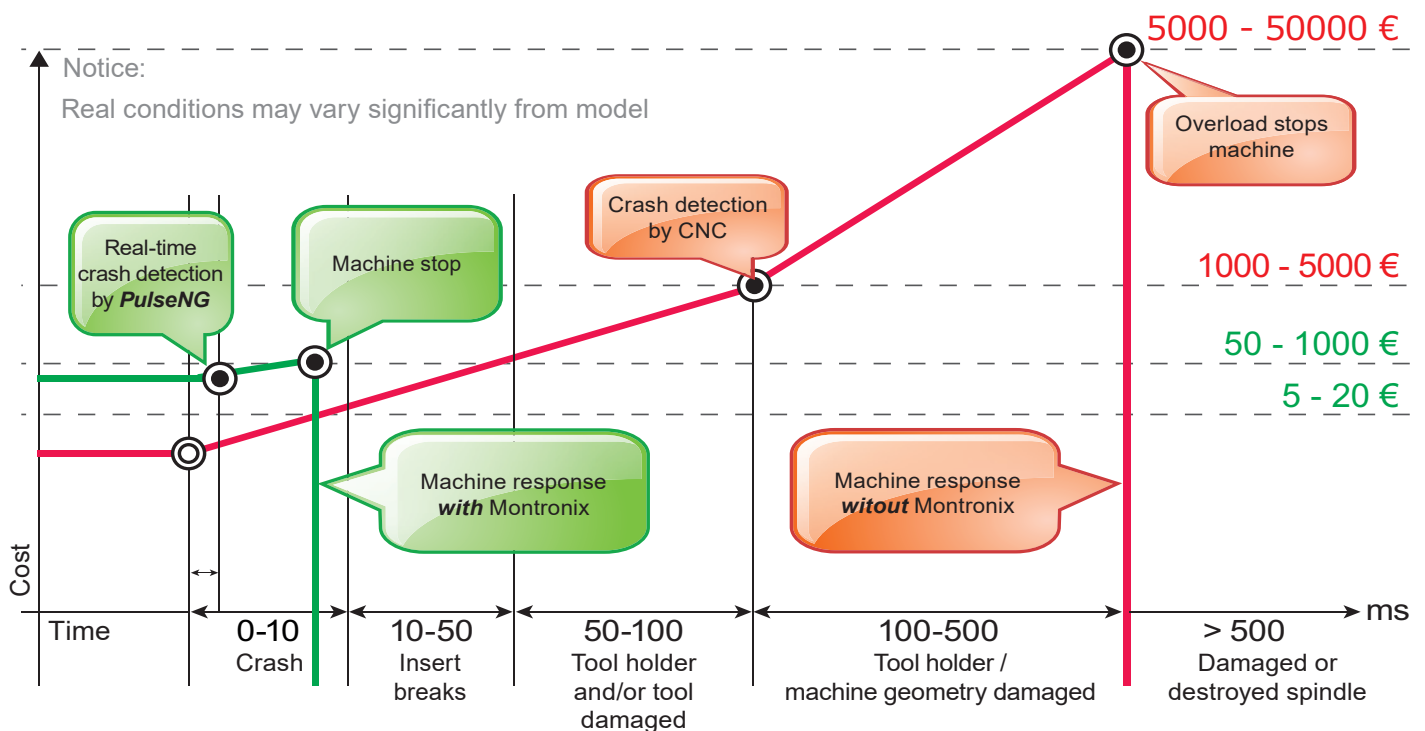 5000 - 50000 €
Notice:
Real conditions may vary significantly from model
Overload stops
machine
Crash detection
by CNC
Real-time
crash detection
by PulseNG
Machine stop
1000 - 5000 €
50 - 1000 €
5 - 20 €
Machine response
with Montronix
Machine response
witout Montronix
Cost
Time
ms
0-10
Crash
10-50
Insert
breaks
50-100
Tool holder
and/or tool
damaged
100-500
Tool holder /
machine geometry damaged
> 500
Damaged or
destroyed spindle